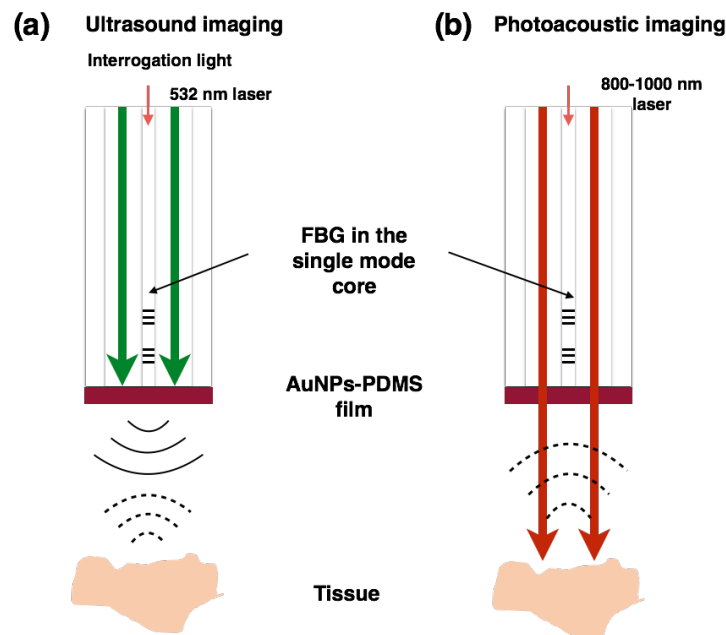 (a) Ultrasound imaging
Interrogation light
532 nm laser
(b) Photoacoustic imaging
800-1000 nm
laser
FBG in the
single mode
core
AuNPs-PDMS
film
Tissue